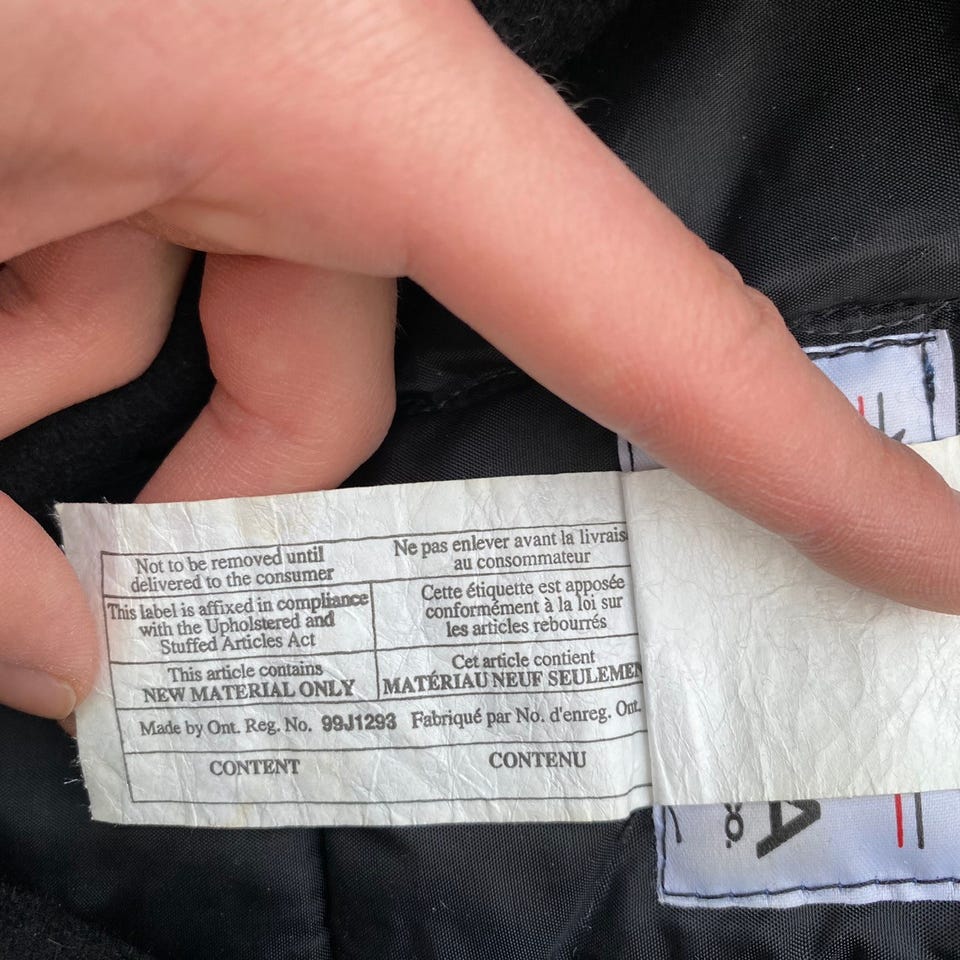 Not to be removed until
delivered to the consumer
Ne pas enlever avant la livrais
au consommateur
This label is affixed in compliance
with the Upholstered and
Stuffed Articles Act
Cette étiquette est apposée
conformément à la loi sur
les articles rebourrés
This article contains
NEW MATERIAL ONLY
Cet article contient
MATÉRIAU NEUF SEULEMEN
Made by Ont. Reg. No. 99J1293 Fabriqué par No. d'enreg. Ont.
CONTENT
CONTENU